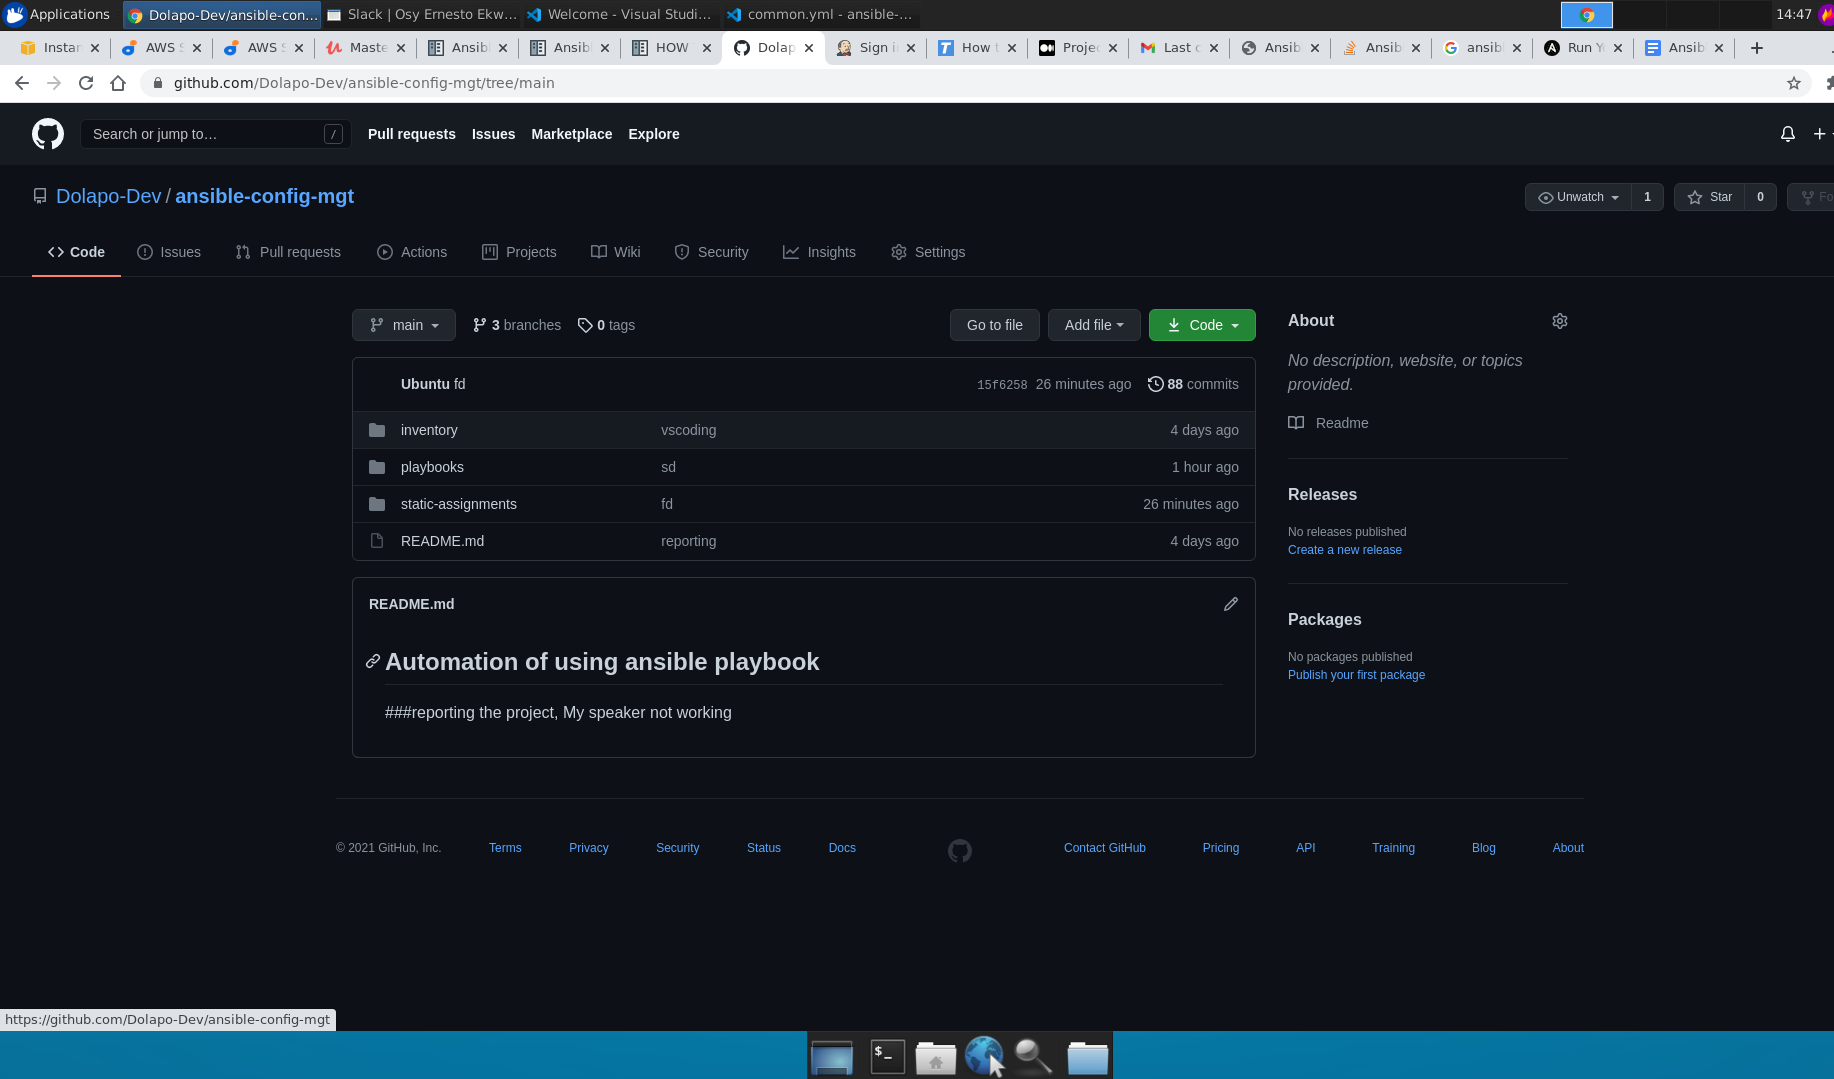 Applications Dolapo-Dev/ansible-con... Slack | Osy Ernesto Ekw... Welcome - Visual Studi... common.yml - ansible-... 14:47
Instan AWS S AWS S Maste Ansibl Ansibl HOW Dolap Sign i How t Projec Last c Ansib Ansib ansib Run Y Ansib
github.com/Dolapo-Dev/ansible-config-mgt/tree/main
Search or jump to… / Pull requests Issues Marketplace Explore
Dolapo-Dev / ansible-config-mgt Unwatch 1 Star 0 Fo
Code Issues Pull requests Actions Projects Wiki Security Insights Settings
main 3 branches 0 tags Go to file Add file Code
About
No description, website, or topics
provided.
Readme
Ubuntu fd 15f6258 26 minutes ago 88 commits
inventory vscoding 4 days ago
playbooks sd 1 hour ago
static-assignments fd 26 minutes ago
README.md reporting 4 days ago
Releases
No releases published
Create a new release
Packages
No packages published
Publish your first package
README.md
Automation of using ansible playbook
###reporting the project, My speaker not working
© 2021 GitHub, Inc. Terms Privacy Security Status Docs Contact GitHub Pricing API Training Blog About
https://github.com/Dolapo-Dev/ansible-config-mgt
$_